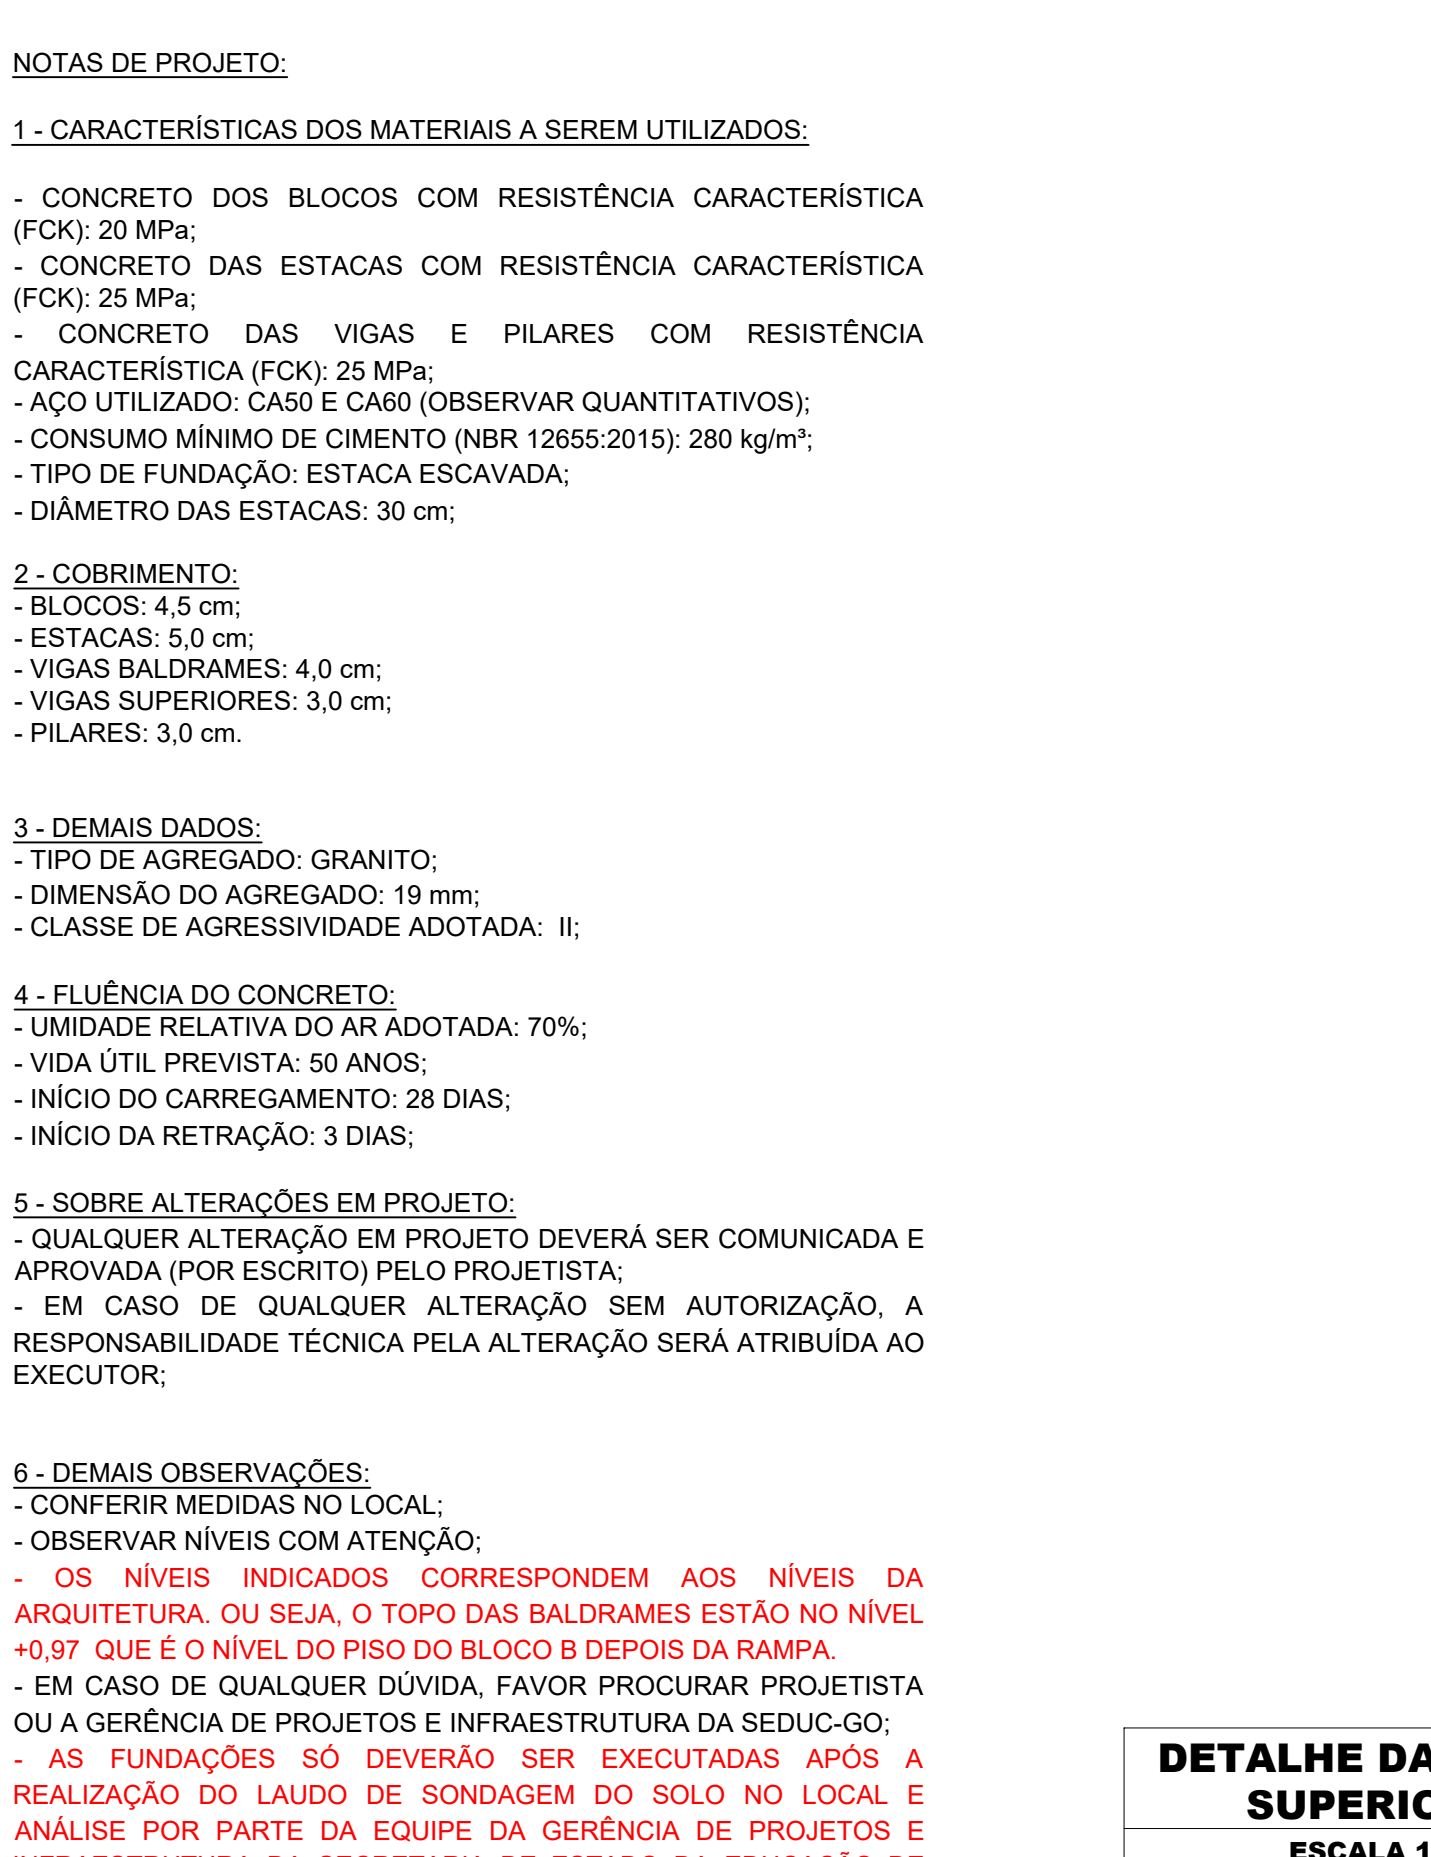 NOTAS DE PROJETO:
1 - CARACTERÍSTICAS DOS MATERIAIS A SEREM UTILIZADOS:
- CONCRETO DOS BLOCOS COM RESISTÊNCIA CARACTERÍSTICA
(FCK): 20 MPa;
- CONCRETO DAS ESTACAS COM RESISTÊNCIA CARACTERÍSTICA
(FCK): 25 MPa;
- CONCRETO DAS VIGAS E PILARES COM RESISTÊNCIA
CARACTERÍSTICA (FCK): 25 MPa;
- AÇO UTILIZADO: CA50 E CA60 (OBSERVAR QUANTITATIVOS);
- CONSUMO MÍNIMO DE CIMENTO (NBR 12655:2015): 280 kg/m³;
- TIPO DE FUNDAÇÃO: ESTACA ESCAVADA;
- DIÂMETRO DAS ESTACAS: 30 cm;
2 - COBRIMENTO:
- BLOCOS: 4,5 cm;
- ESTACAS: 5,0 cm;
- VIGAS BALDRAMES: 4,0 cm;
- VIGAS SUPERIORES: 3,0 cm;
- PILARES: 3,0 cm.
3 - DEMAIS DADOS:
- TIPO DE AGREGADO: GRANITO;
- DIMENSÃO DO AGREGADO: 19 mm;
- CLASSE DE AGRESSIVIDADE ADOTADA: II;
4 - FLUÊNCIA DO CONCRETO:
- UMIDADE RELATIVA DO AR ADOTADA: 70%;
- VIDA ÚTIL PREVISTA: 50 ANOS;
- INÍCIO DO CARREGAMENTO: 28 DIAS;
- INÍCIO DA RETRAÇÃO: 3 DIAS;
5 - SOBRE ALTERAÇÕES EM PROJETO:
- QUALQUER ALTERAÇÃO EM PROJETO DEVERÁ SER COMUNICADA E
APROVADA (POR ESCRITO) PELO PROJETISTA;
- EM CASO DE QUALQUER ALTERAÇÃO SEM AUTORIZAÇÃO, A
RESPONSABILIDADE TÉCNICA PELA ALTERAÇÃO SERÁ ATRIBUÍDA AO
EXECUTOR;
6 - DEMAIS OBSERVAÇÕES:
- CONFERIR MEDIDAS NO LOCAL;
- OBSERVAR NÍVEIS COM ATENÇÃO;
- OS NÍVEIS INDICADOS CORRESPONDEM AOS NÍVEIS DA
ARQUITETURA. OU SEJA, O TOPO DAS BALDRAMES ESTÃO NO NÍVEL
+0,97 QUE É O NÍVEL DO PISO DO BLOCO B DEPOIS DA RAMPA.
- EM CASO DE QUALQUER DÚVIDA, FAVOR PROCURAR PROJETISTA
OU A GERÊNCIA DE PROJETOS E INFRAESTRUTURA DA SEDUC-GO;
- AS FUNDAÇÕES SÓ DEVERÃO SER EXECUTADAS APÓS A
REALIZAÇÃO DO LAUDO DE SONDAGEM DO SOLO NO LOCAL E
ANÁLISE POR PARTE DA EQUIPE DA GERÊNCIA DE PROJETOS E
INFRAESTRUTURA DA SECRETARIA DE ESTADO DA EDUCAÇÃO DE
DETALHE DA
SUPERIO
ESCALA 1